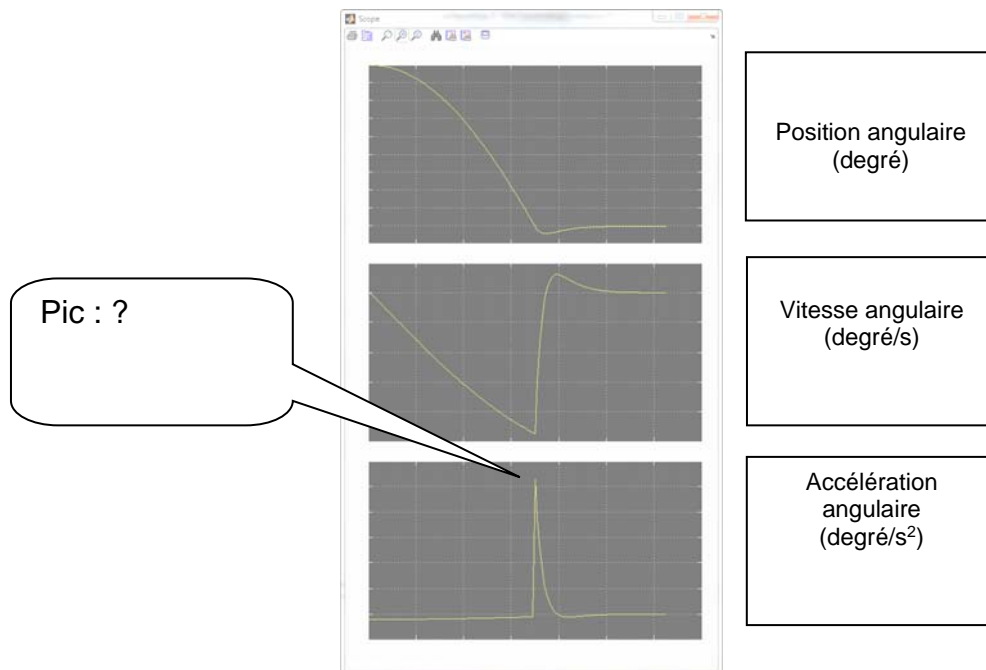 Scope
Position angulaire
(degré)
Pic : ?
Vitesse angulaire
(degré/s)
Accélération
angulaire
(degré/s²)